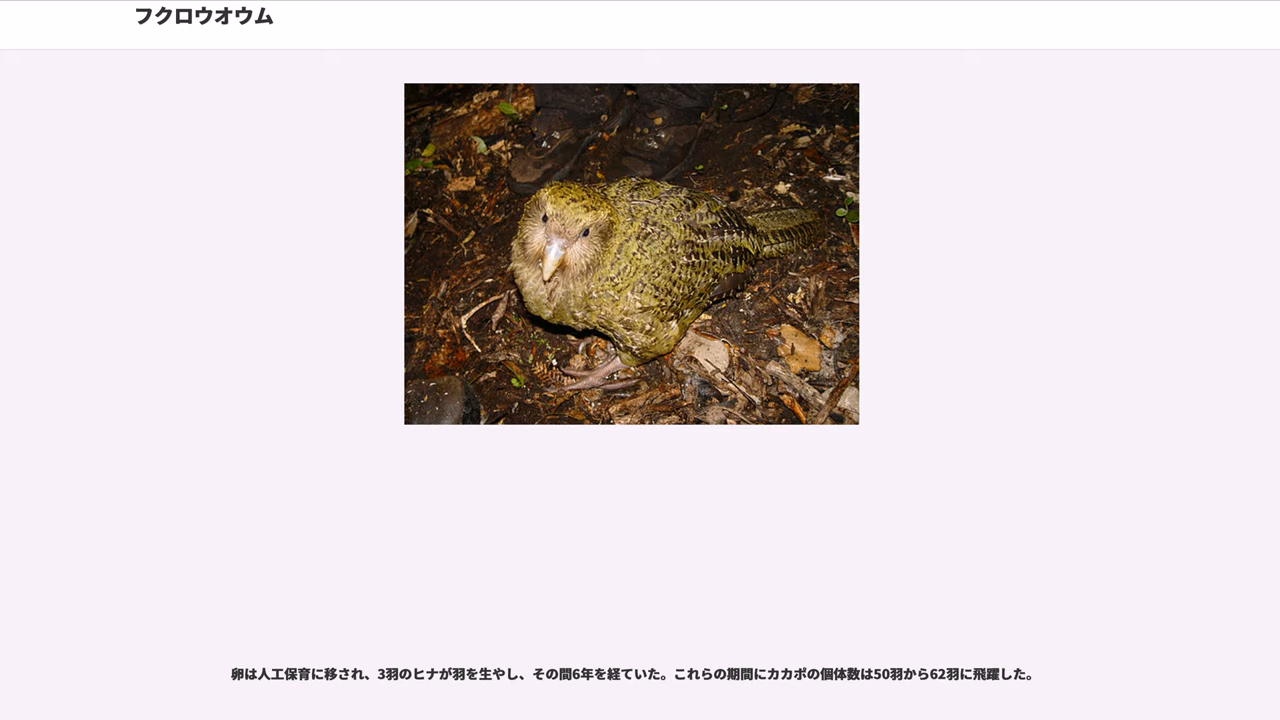 フクロウオウム
卵は人工保育に移され、3羽のヒナが羽を生やし、その間6年を経ていた。これらの期間にカカポの個体数は50羽から62羽に飛躍した。